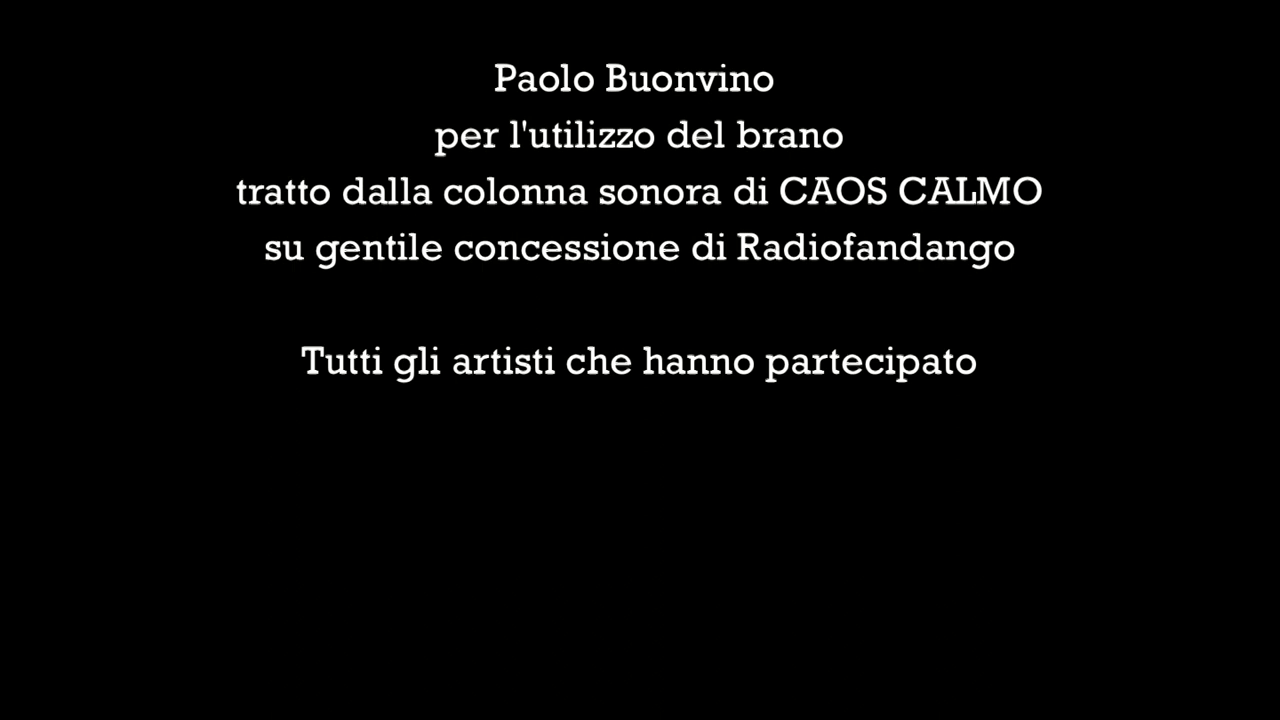 Paolo Buonvino
per l'utilizzo del brano
tratto dalla colonna sonora di CAOS CALMO
su gentile concessione di Radiofandango
Tutti gli artisti che hanno partecipato